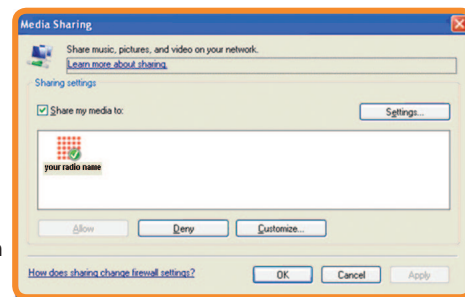 Media Sharing
Share music, pictures, and video on your network.
Learn more about sharing.
Sharing settings
Share my media to:
Settings...
your radio name
Allow
Deny
Customize...
How does sharing change firewall settings?
OK
Cancel
Apply